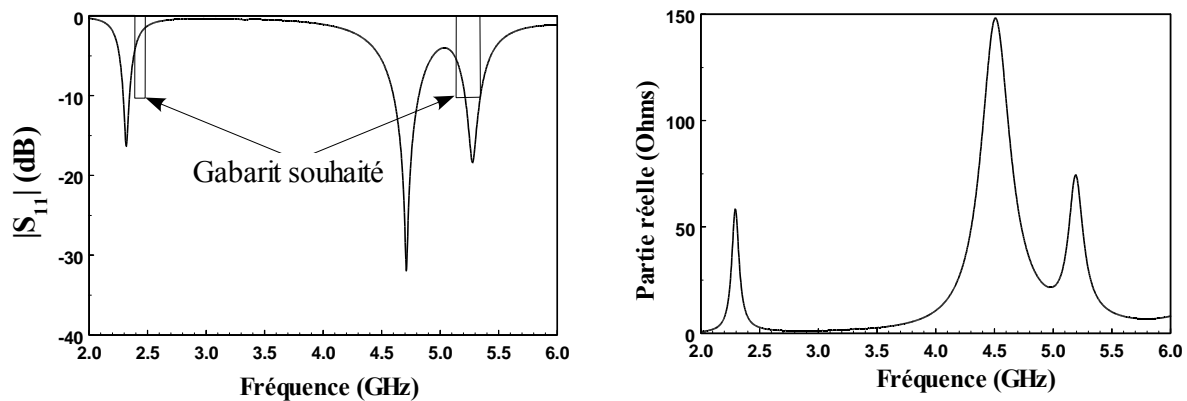 0
-10
-20
-30
-40
|S11| (dB)
Gabarit souhaité
2.0 2.5 3.0 3.5 4.0 4.5 5.0 5.5 6.0
Fréquence (GHz)
150
100
50
0
Partie réelle (Ohms)
2.0 2.5 3.0 3.5 4.0 4.5 5.0 5.5 6.0
Fréquence (GHz)